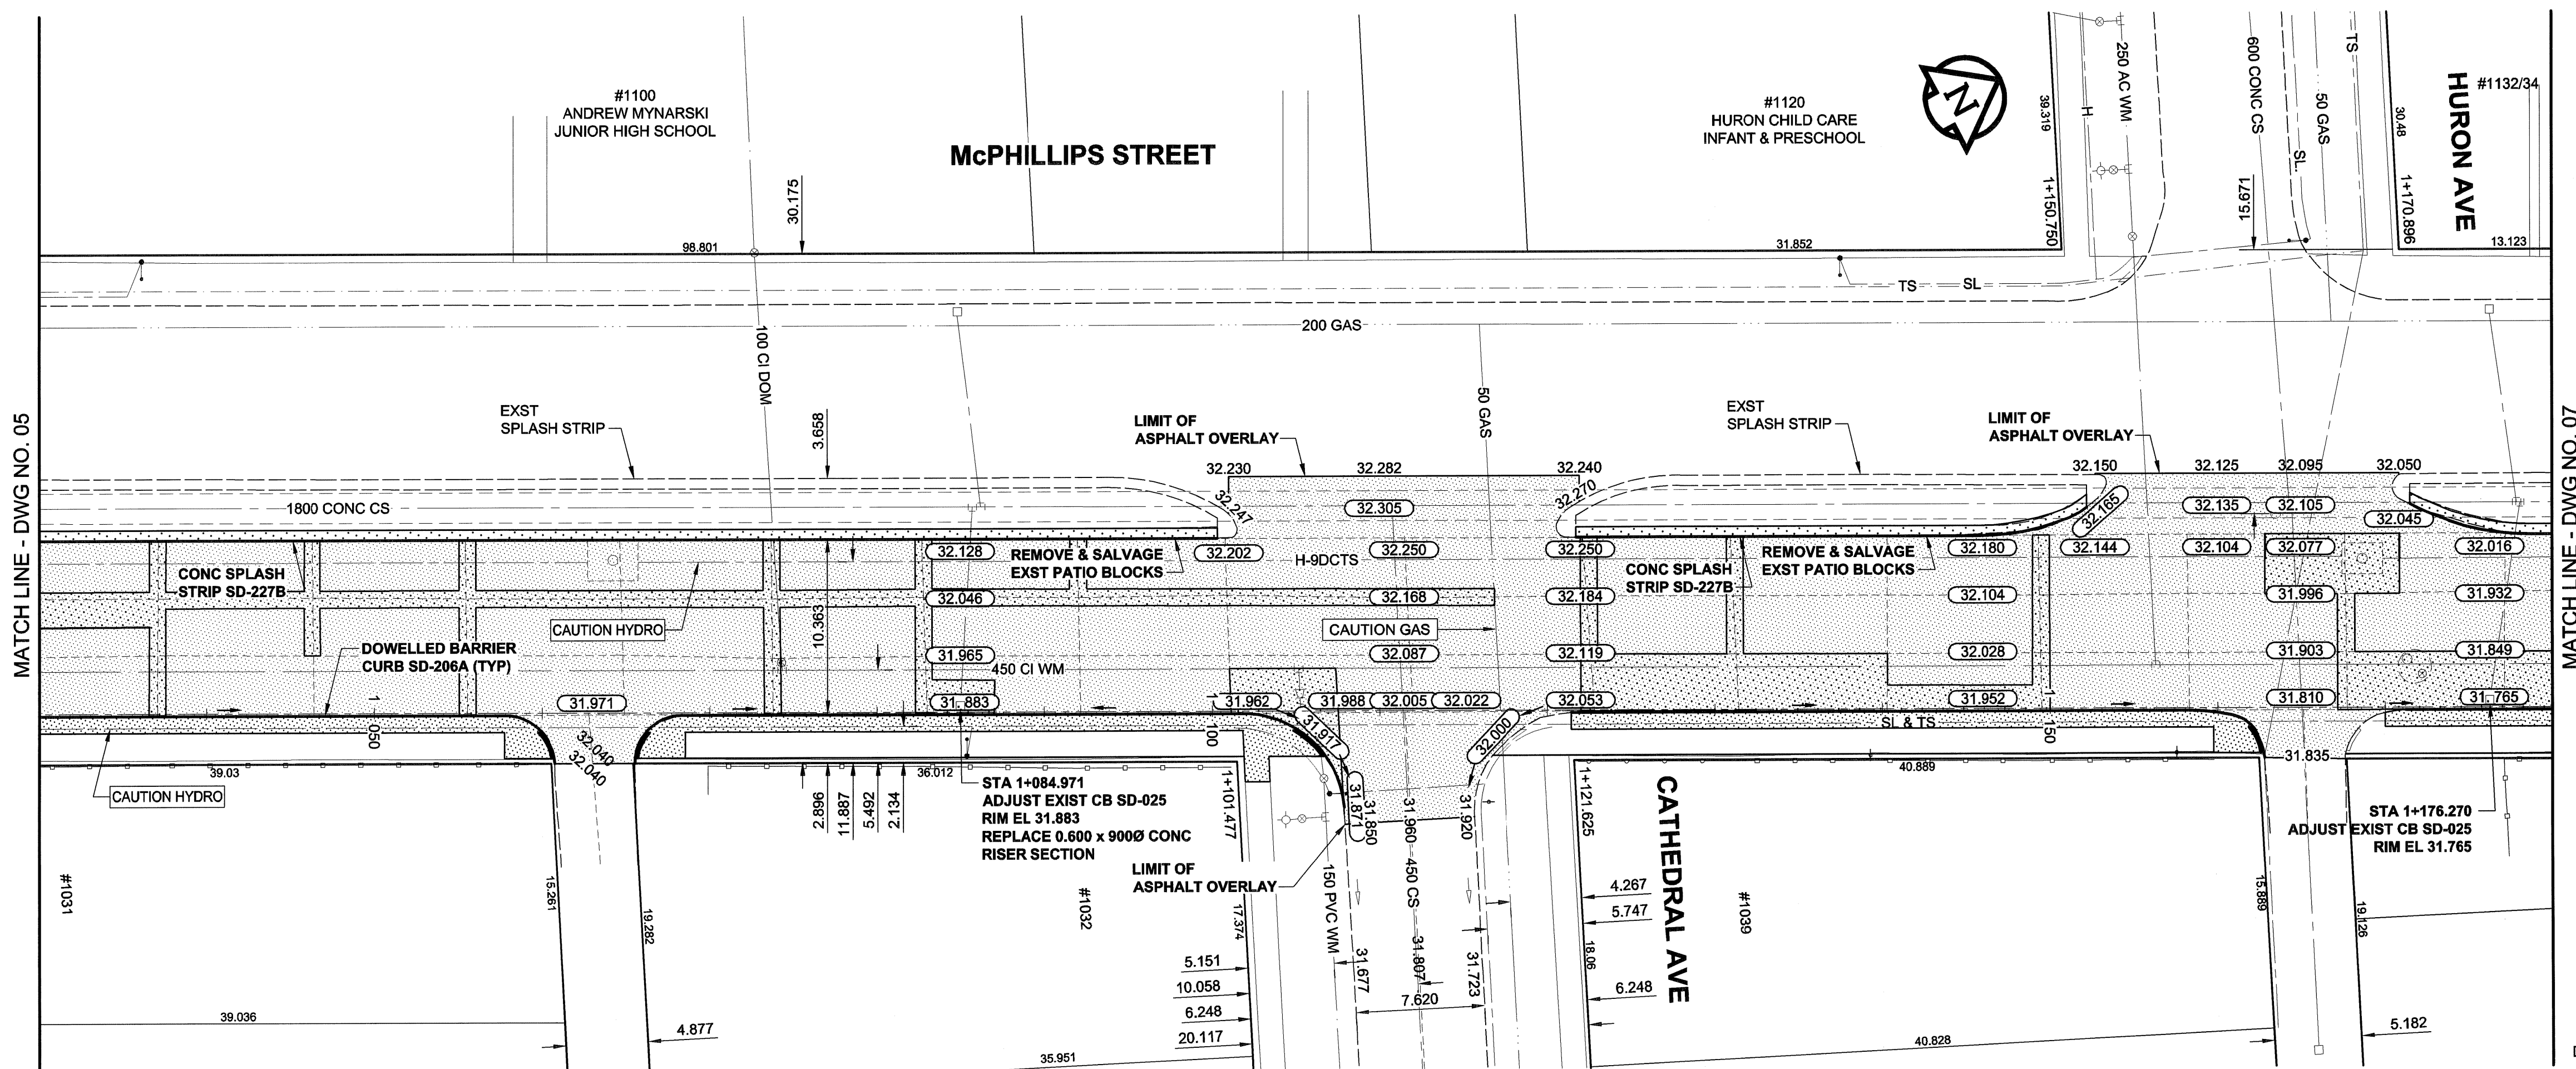 #1100
ANDREW MYNARSKI
JUNIOR HIGH SCHOOL
McPHILLIPS STREET
#1120
HURON CHILD CARE
INFANT & PRESCHOOL
N
39.319
1+150.750
H
250 AC WM
600 CONC CS
SL.
50 GAS
TS
30.48
1+170.896
HURON AVE
#1132/34
15.671
13.123
30.175
98.801
31.852
TS
SL
200 GAS
100 CI DOM
50 GAS
MATCH LINE - DWG NO. 05
MATCH LINE - DWG NO. 07
EXST
SPLASH STRIP
3.658
LIMIT OF
ASPHALT OVERLAY
EXST
SPLASH STRIP
LIMIT OF
ASPHALT OVERLAY
32.230
32.282
32.240
32.150
32.125
32.095
32.050
1800 CONC CS
32.247
32.305
32.270
32.165
32.135
32.105
32.045
32.128
REMOVE & SALVAGE
EXST PATIO BLOCKS
32.202
32.250
32.250
H-9DCTS
REMOVE & SALVAGE
EXST PATIO BLOCKS
32.180
32.144
32.104
32.077
32.016
CONC SPLASH
STRIP SD-227B
CONC SPLASH
STRIP SD-227B
32.046
32.168
32.184
32.104
31.996
31.932
CAUTION HYDRO
10.363
CAUTION GAS
DOWELLED BARRIER
CURB SD-206A (TYP)
31.965
450 CI WM
32.087
32.119
32.028
31.903
31.849
31.971
31.883
31.962
31.988
32.005
32.022
32.053
31.952
31.810
31.765
1
050
1
100
1
150
32.040
32.040
31.917
32.000
SL & TS
31.835
39.03
36.012
40.889
CAUTION HYDRO
2.896
11.887
5.492
2.134
STA 1+084.971
ADJUST EXIST CB SD-025
RIM EL 31.883
REPLACE 0.600 x 900Ø CONC
RISER SECTION
1+101.477
31.871
31.850
31.960
31.920
1+121.625
STA 1+176.270
ADJUST EXIST CB SD-025
RIM EL 31.765
LIMIT OF
ASPHALT OVERLAY
CATHEDRAL AVE
#1031
15.261
19.282
#1032
17.374
150 PVC WM
450 CS
4.267
5.747
18.06
6.248
#1039
15.889
19.126
5.151
10.058
6.248
20.117
31.677
31.807
31.723
7.620
39.036
4.877
35.951
40.828
5.182